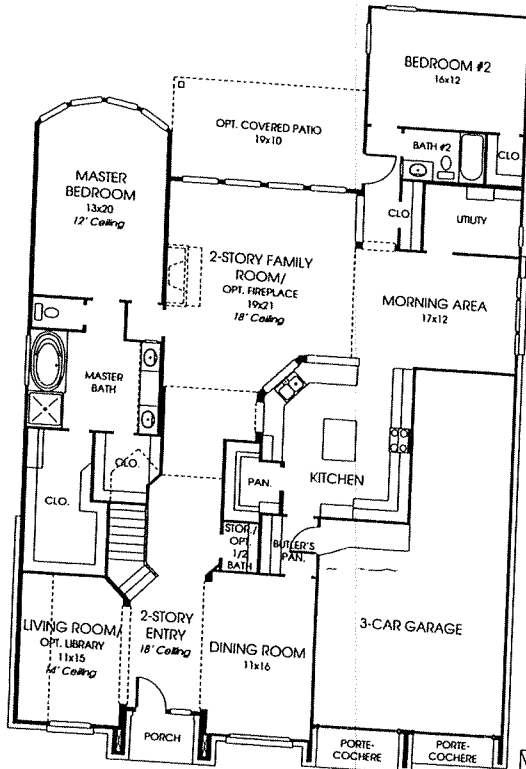 BEDROOM #2
16x12
OPT. COVERED PATIO
19x10
BATH #2
CLO.
MASTER
BEDROOM
13x20
12' Ceiling
CLO
UTILITY
2-STORY FAMILY
ROOM/
OPT. FIREPLACE
19x21
18' Ceiling
MORNING AREA
17x12
MASTER
BATH
CLO.
CLO.
PAN.
KITCHEN
STOR./
OPT.
1/2
BATH
BUTLER'S
PAN.
LIVING ROOM/
OPT. LIBRARY
11x15
14' Ceiling
2-STORY
ENTRY
18' Ceiling
DINING ROOM
11x16
3-CAR GARAGE
PORCH
PORTE-
COCHERE
PORTE-
COCHERE